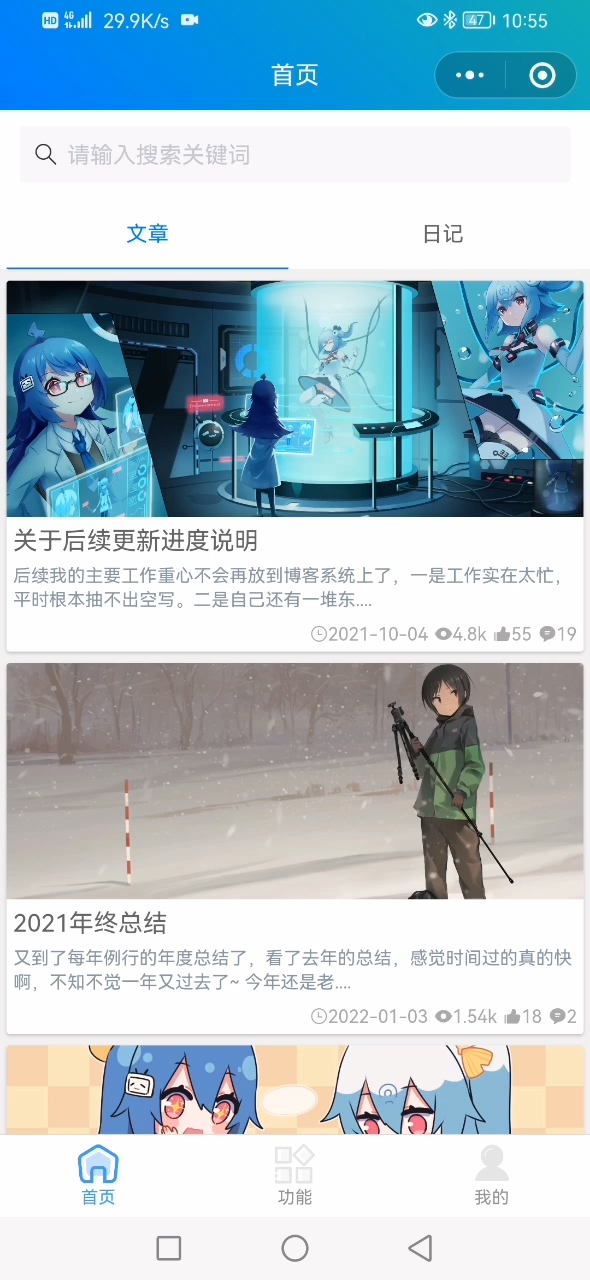 HD 4G 29.9K/s 47 10:55
首页
请输入搜索关键词
文章 日记
关于后续更新进度说明
后续我的主要工作重心不会再放到博客系统上了，一是工作实在太忙，
平时根本抽不出空写。二是自己还有一堆东....
2021-10-04 4.8k 55 19
2021年终总结
又到了每年例行的年度总结了，看了去年的总结，感觉时间过的真的快
啊，不知不觉一年又过去了~ 今年还是老....
2022-01-03 1.54k 18 2
首页 功能 我的